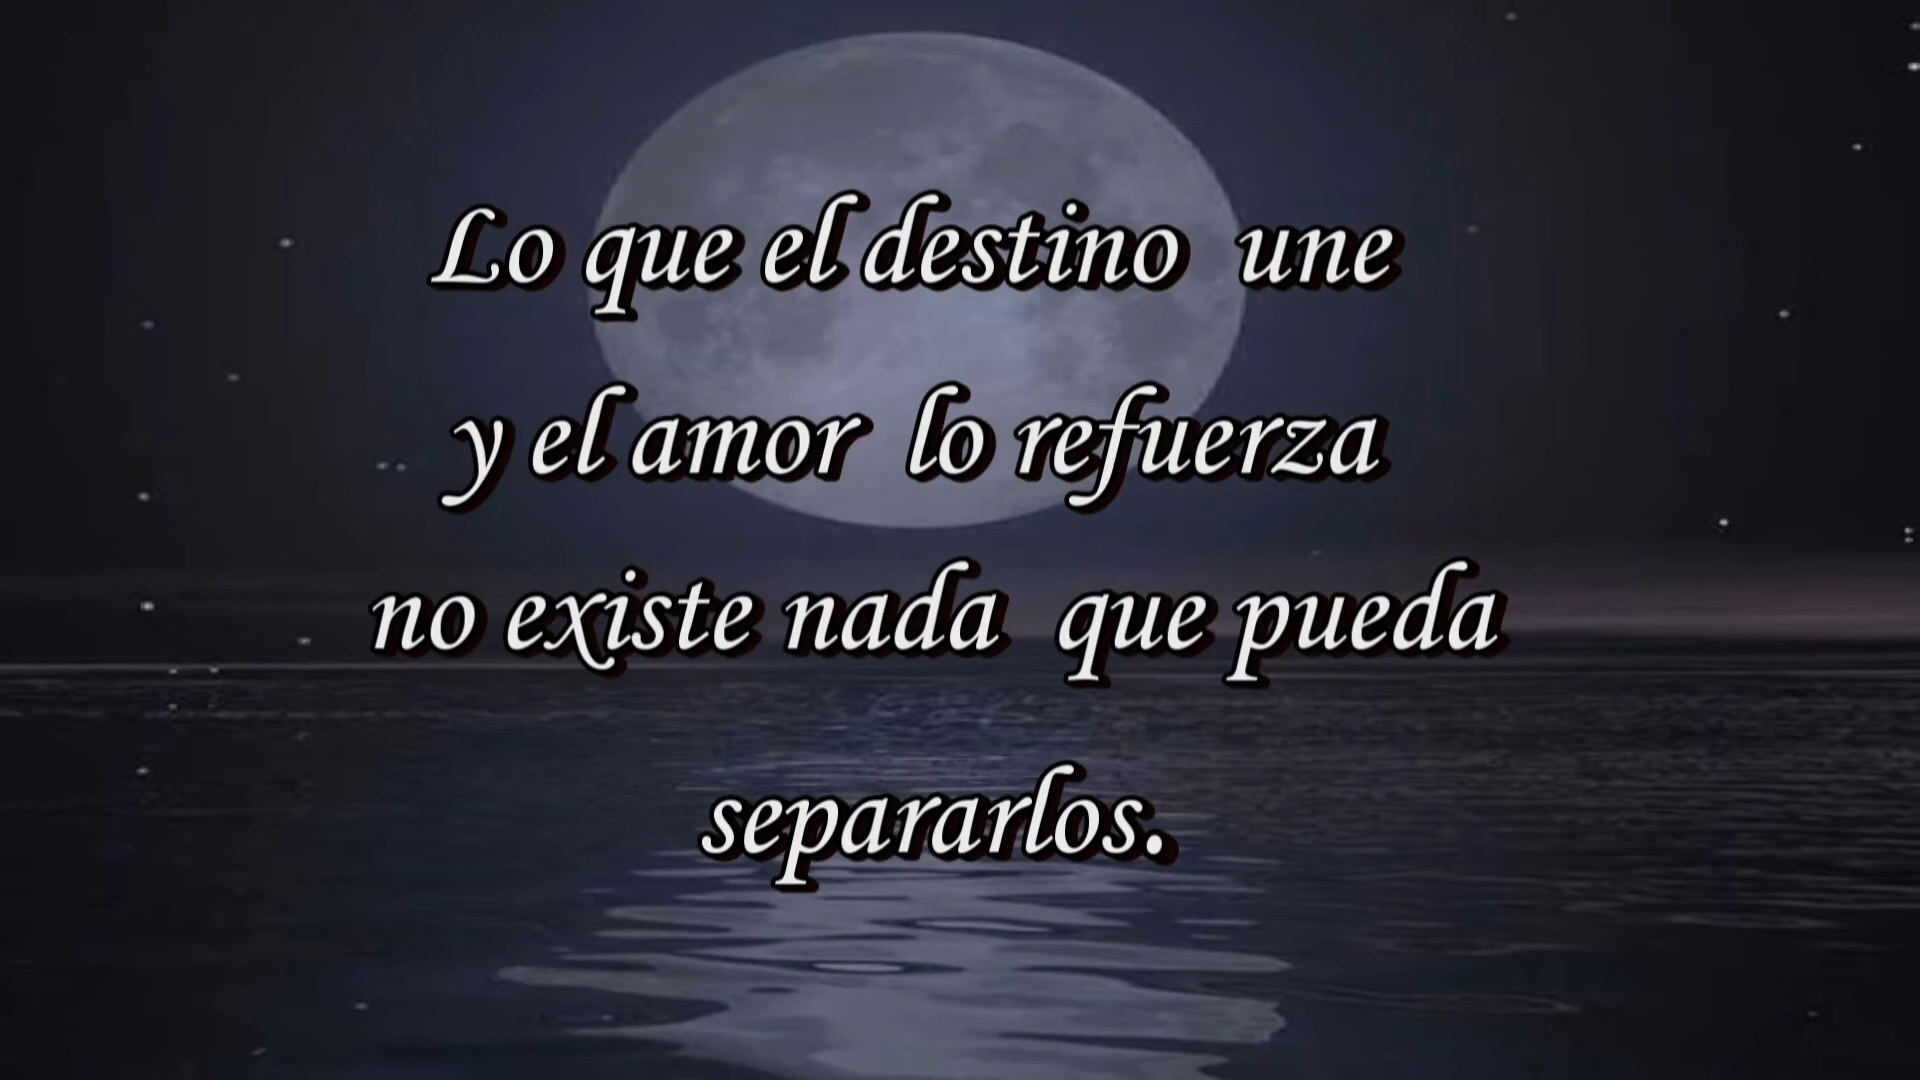 Lo que el destino une
y el amor lo refuerza
no existe nada que pueda
separarlos.